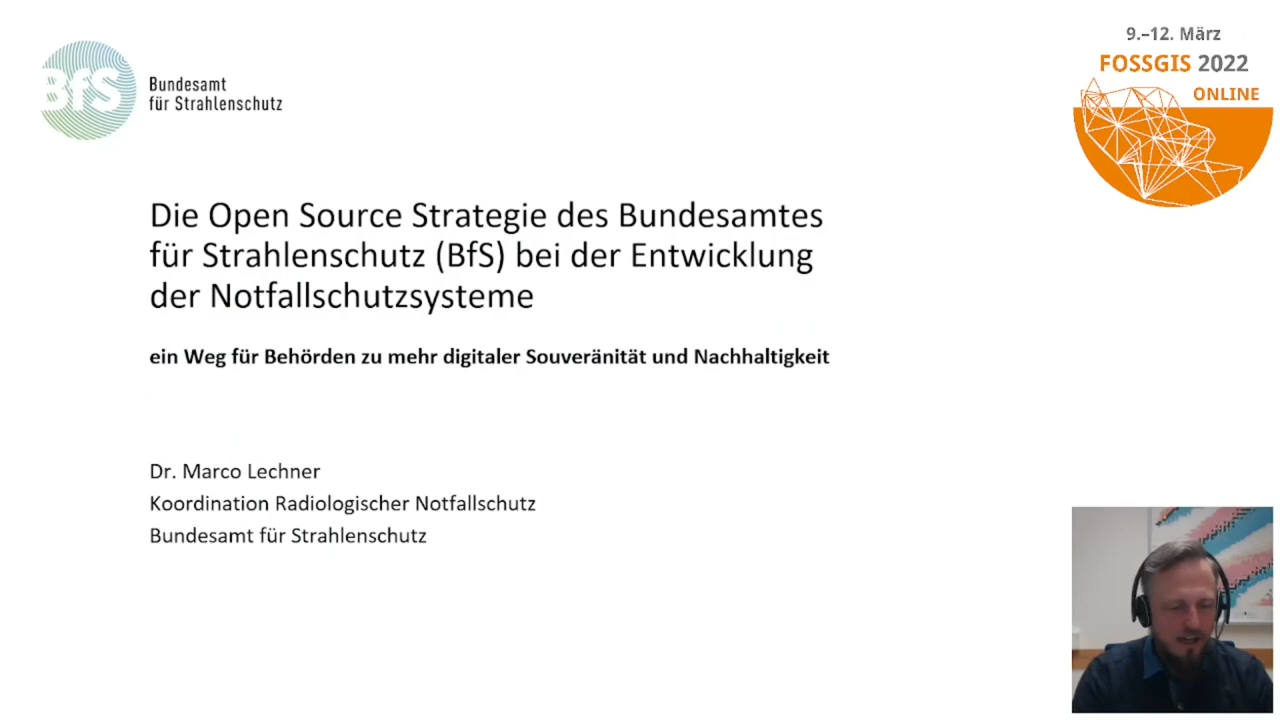 BfS
Bundesamt
für Strahlenschutz
9.–12. März
FOSSGIS 2022
ONLINE
Die Open Source Strategie des Bundesamtes
für Strahlenschutz (BfS) bei der Entwicklung
der Notfallschutzsysteme
ein Weg für Behörden zu mehr digitaler Souveränität und Nachhaltigkeit
Dr. Marco Lechner
Koordination Radiologischer Notfallschutz
Bundesamt für Strahlenschutz